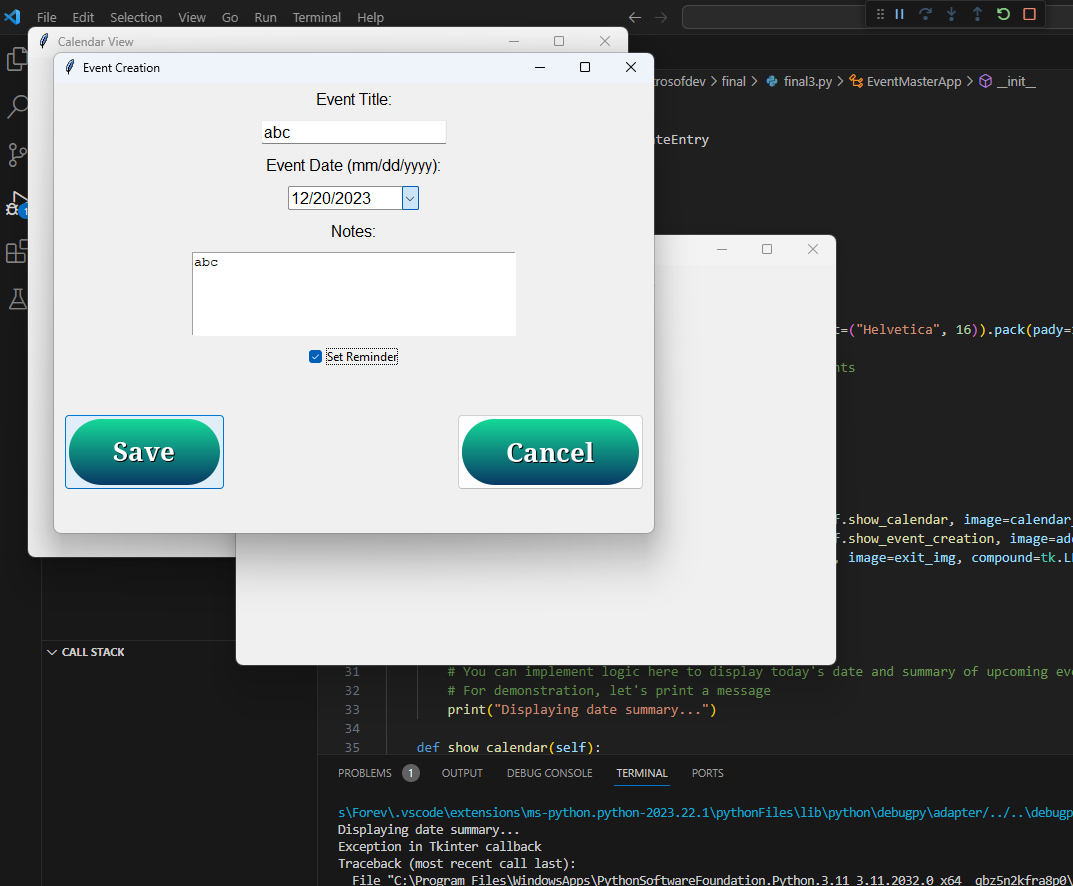 File Edit Selection View Go Run Terminal Help
Calendar View
Event Creation
Event Title:
abc
Event Date (mm/dd/yyyy):
12/20/2023
Notes:
abc
Set Reminder
Save
Cancel
rosofdev > final > final3.py > EventMasterApp > __init__
teEntry
t=("Helvetica", 16)).pack(pady=
nts
f.show_calendar, image=calendar_
f.show_event_creation, image=ad
, image=exit_img, compound=tk.L
1
CALL STACK
31 # You can implement logic here to display today's date and summary of upcoming eve
32 # For demonstration, let's print a message
33 print("Displaying date summary...")
34
35 def show_calendar(self):
PROBLEMS 1 OUTPUT DEBUG CONSOLE TERMINAL PORTS
s\Forev\.vscode\extensions\ms-python.python-2023.22.1\pythonFiles\lib\python\debugpy\adapter/../..\debugp
Displaying date summary...
Exception in Tkinter callback
Traceback (most recent call last):
File "C:\Program Files\WindowsApps\PythonSoftwareFoundation.Python.3.11_3.11.2032.0_x64__qbz5n2kfra8p0\